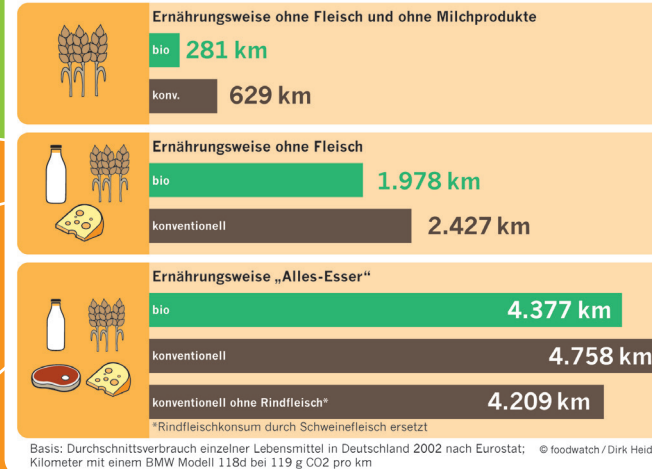 Ernährungsweise ohne Fleisch und ohne Milchprodukte
bio 281 km
konv. 629 km
Ernährungsweise ohne Fleisch
bio 1.978 km
konventionell 2.427 km
Ernährungsweise „Alles-Esser“
bio 4.377 km
konventionell 4.758 km
konventionell ohne Rindfleisch* 4.209 km
*Rindfleischkonsum durch Schweinefleisch ersetzt
Basis: Durchschnittsverbrauch einzelner Lebensmittel in Deutschland 2002 nach Eurostat; © foodwatch / Dirk Heid
Kilometer mit einem BMW Modell 118d bei 119 g CO2 pro km